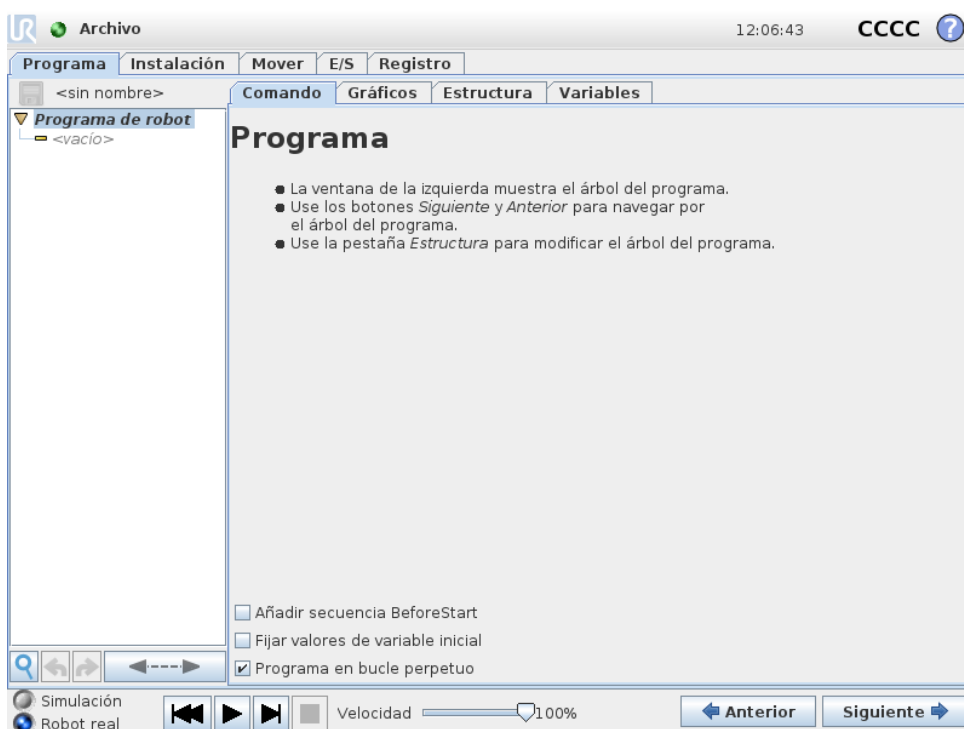 UR Archivo 12:06:43 CCCC ?
Programa Instalación Mover E/S Registro
<sin nombre> Comando Gráficos Estructura Variables
Programa de robot
<vacío>
Programa
La ventana de la izquierda muestra el árbol del programa.
Use los botones Siguiente y Anterior para navegar por
el árbol del programa.
Use la pestaña Estructura para modificar el árbol del programa.
Añadir secuencia BeforeStart
Fijar valores de variable inicial
Programa en bucle perpetuo
Simulación
Robot real
Velocidad 100% Anterior Siguiente